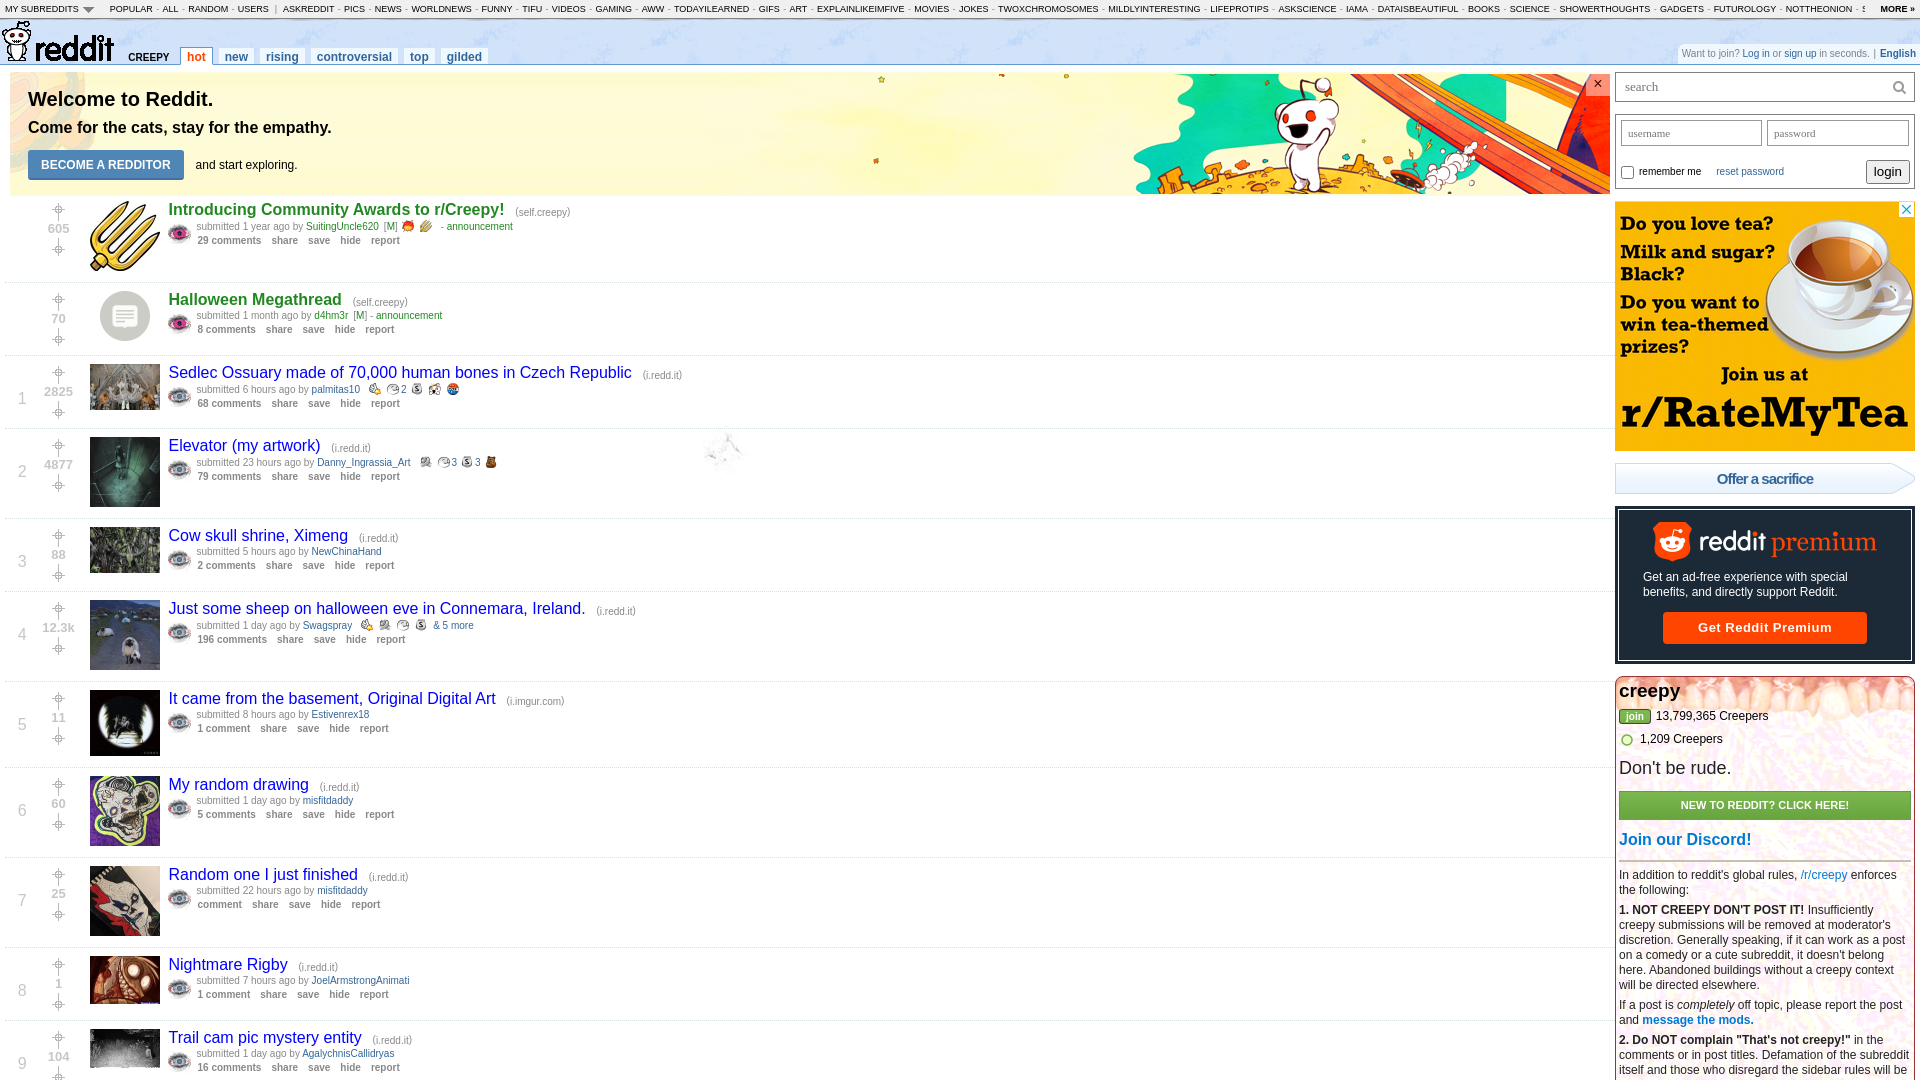 MY SUBREDDITS POPULAR - ALL - RANDOM - USERS | ASKREDDIT - PICS - NEWS - WORLDNEWS - FUNNY - TIFU - VIDEOS - GAMING - AWW - TODAYILEARNED - GIFS - ART - EXPLAINLIKEIMFIVE - MOVIES - JOKES - TWOXCHROMOSOMES - MILDLYINTERESTING - LIFEPROTIPS - ASKSCIENCE - IAMA - DATAISBEAUTIFUL - BOOKS - SCIENCE - SHOWERTHOUGHTS - GADGETS - FUTUROLOGY - NOTTHEONION - MORE »
reddit CREEPY hot new rising controversial top gilded
Want to join? Log in or sign up in seconds. | English
Welcome to Reddit.
Come for the cats, stay for the empathy.
BECOME A REDDITOR and start exploring.
×
605
Introducing Community Awards to r/Creepy! (self.creepy)
submitted 1 year ago by SuitingUncle620 [M] - announcement
29 comments share save hide report
70
Halloween Megathread (self.creepy)
submitted 1 month ago by d4hm3r [M] - announcement
8 comments share save hide report
1
2825
Sedlec Ossuary made of 70,000 human bones in Czech Republic (i.redd.it)
submitted 6 hours ago by palmitas10 2
68 comments share save hide report
2
4877
Elevator (my artwork) (i.redd.it)
submitted 23 hours ago by Danny_Ingrassia_Art 3 3
79 comments share save hide report
3
88
Cow skull shrine, Ximeng (i.redd.it)
submitted 5 hours ago by NewChinaHand
2 comments share save hide report
4
12.3k
Just some sheep on halloween eve in Connemara, Ireland. (i.redd.it)
submitted 1 day ago by Swagspray & 5 more
196 comments share save hide report
5
11
It came from the basement, Original Digital Art (i.imgur.com)
submitted 8 hours ago by Estivenrex18
1 comment share save hide report
6
60
My random drawing (i.redd.it)
submitted 1 day ago by misfitdaddy
5 comments share save hide report
7
25
Random one I just finished (i.redd.it)
submitted 22 hours ago by misfitdaddy
comment share save hide report
8
1
Nightmare Rigby (i.redd.it)
submitted 7 hours ago by JoelArmstrongAnimati
1 comment share save hide report
9
104
Trail cam pic mystery entity (i.redd.it)
submitted 1 day ago by AgalychnisCallidryas
16 comments share save hide report
search
username password
remember me reset password login
Do you love tea?
Milk and sugar?
Black?
Do you want to
win tea-themed
prizes?
Join us at
r/RateMyTea
Offer a sacrifice
reddit premium
Get an ad-free experience with special
benefits, and directly support Reddit.
Get Reddit Premium
creepy
join 13,799,365 Creepers
1,209 Creepers
Don't be rude.
NEW TO REDDIT? CLICK HERE!
Join our Discord!
In addition to reddit's global rules, /r/creepy enforces
the following:
1. NOT CREEPY DON'T POST IT! Insufficiently
creepy submissions will be removed at moderator's
discretion. Generally speaking, if it can work as a post
on a comedy or a cute subreddit, it doesn't belong
here. Abandoned buildings without a creepy context
will be directed elsewhere.
If a post is completely off topic, please report the post
and message the mods.
2. Do NOT complain "That's not creepy!" in the
comments or in post titles. Defamation of the subreddit
itself and those who disregard the sidebar rules will be